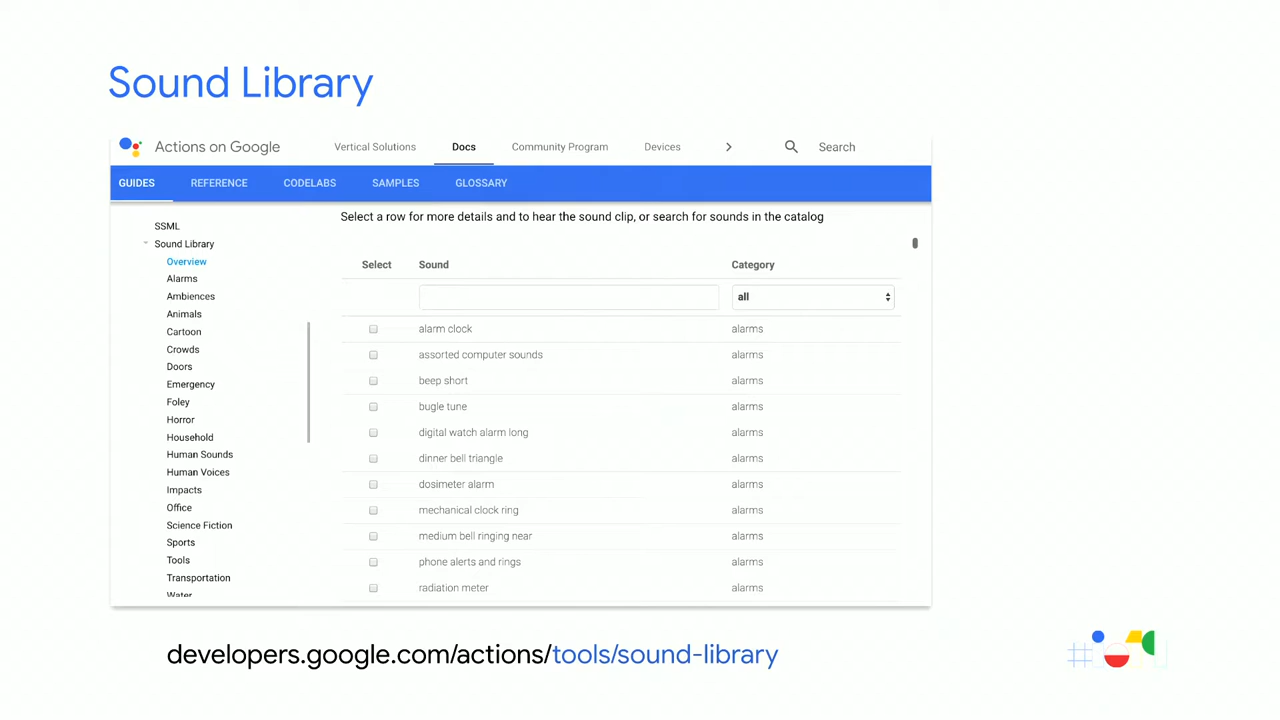 Sound Library
Actions on Google
Vertical Solutions
Docs
Community Program
Devices
Search
GUIDES
REFERENCE
CODELABS
SAMPLES
GLOSSARY
SSML
Sound Library
Overview
Alarms
Ambiences
Animals
Cartoon
Crowds
Doors
Emergency
Foley
Horror
Household
Human Sounds
Human Voices
Impacts
Office
Science Fiction
Sports
Tools
Transportation
Water
Select a row for more details and to hear the sound clip, or search for sounds in the catalog
Select Sound Category
all
alarm clock alarms
assorted computer sounds alarms
beep short alarms
bugle tune alarms
digital watch alarm long alarms
dinner bell triangle alarms
dosimeter alarm alarms
mechanical clock ring alarms
medium bell ringing near alarms
phone alerts and rings alarms
radiation meter alarms
developers.google.com/actions/tools/sound-library